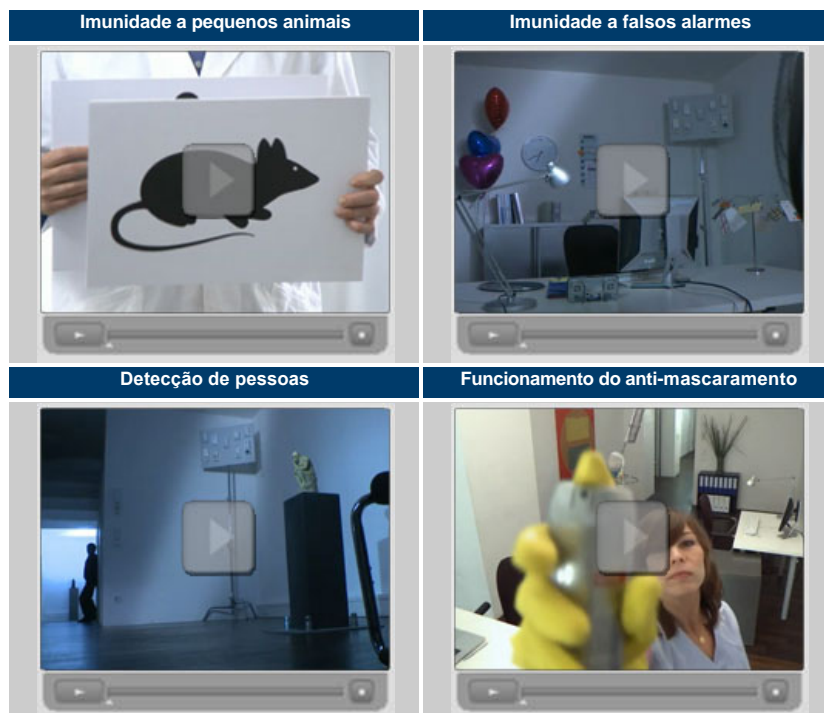 Imunidade a pequenos animais
Imunidade a falsos alarmes
Detecção de pessoas
Funcionamento do anti-mascaramento